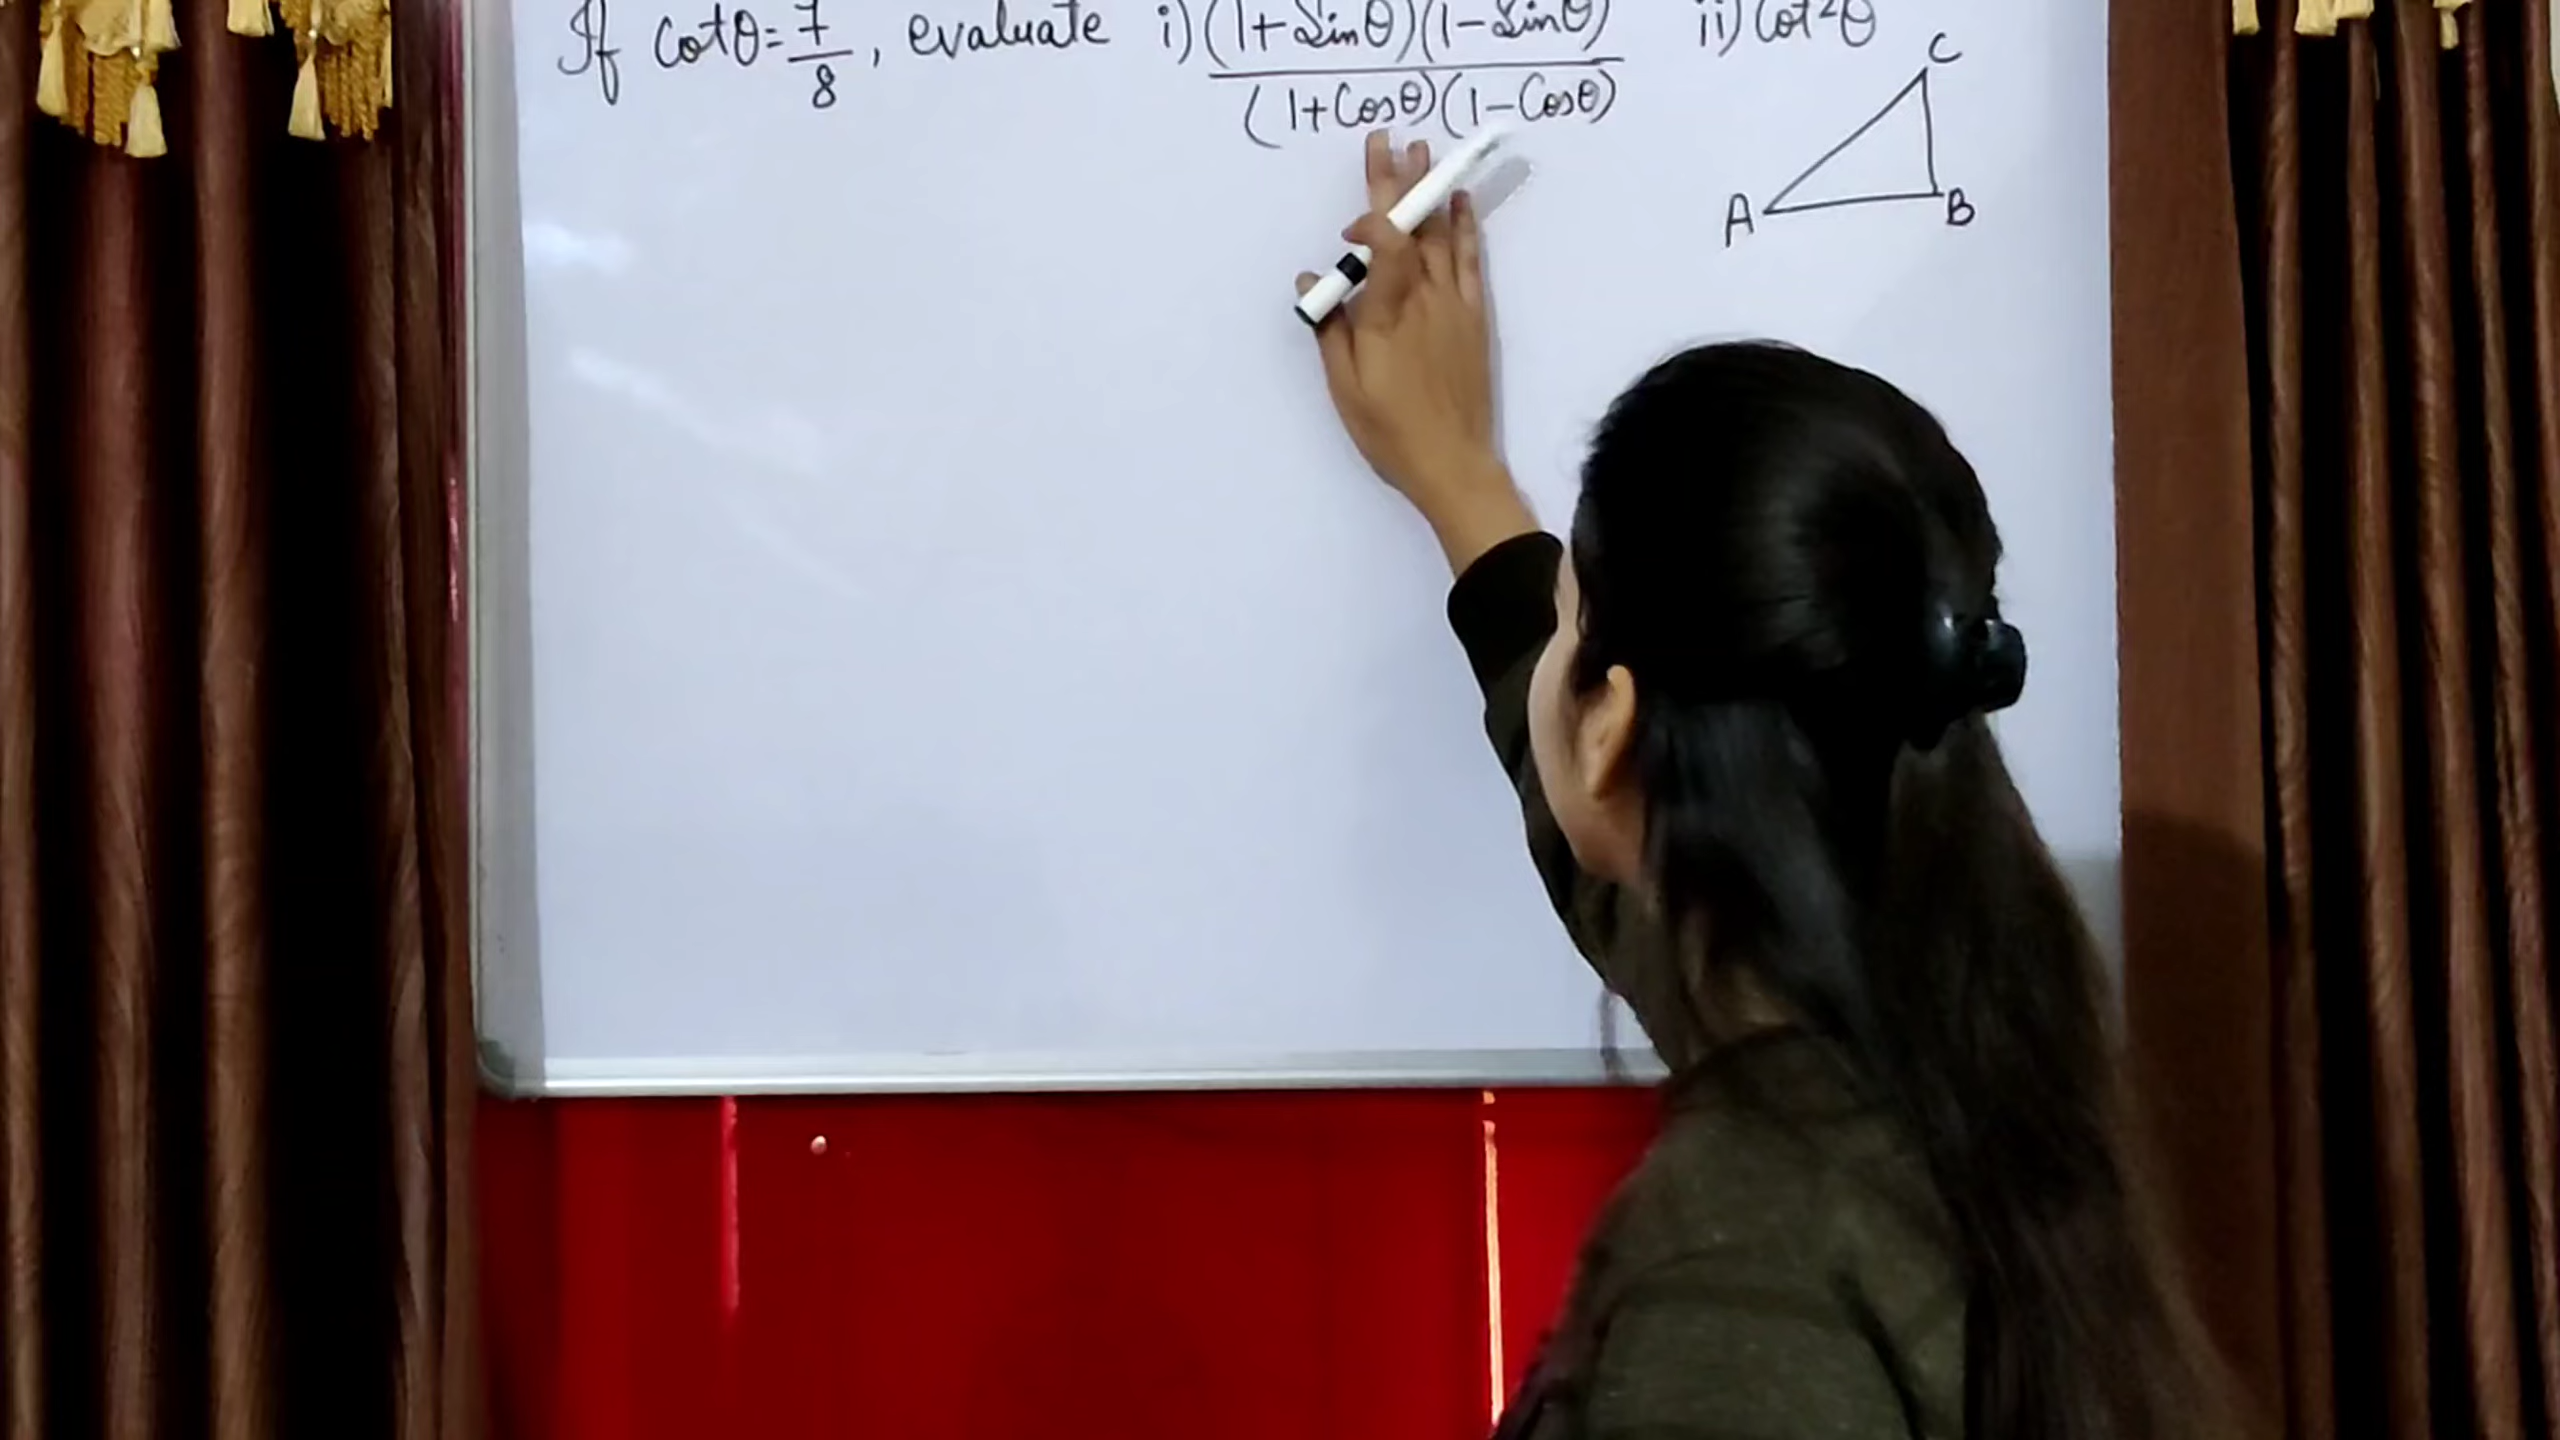 If cotθ = 7/8, evaluate i) (1+Sinθ)(1-Sinθ)/(1+Cosθ)(1-Cosθ) ii) Cot²θ
C
A B